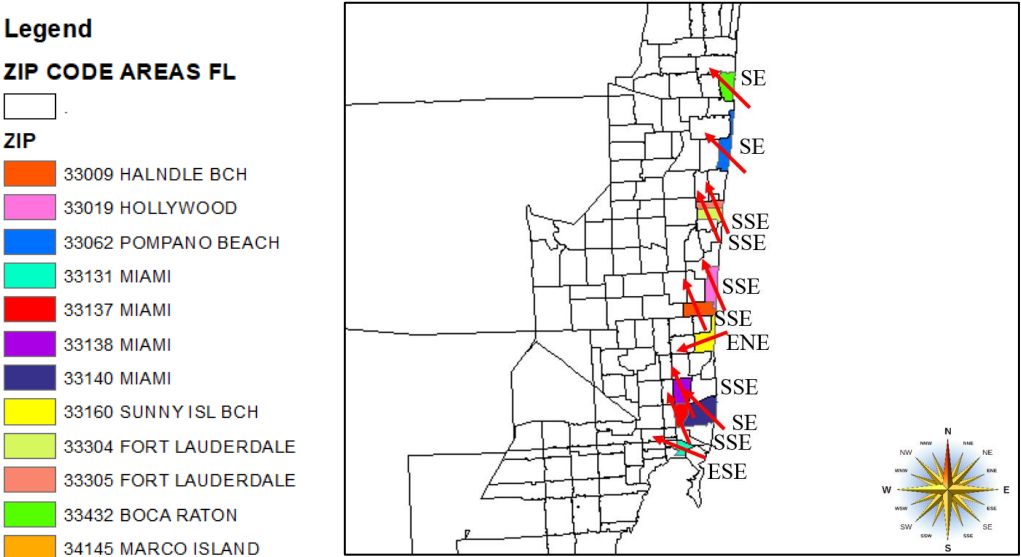 Legend
ZIP CODE AREAS FL
.
ZIP
33009 HALNDLE BCH
33019 HOLLYWOOD
33062 POMPANO BEACH
33131 MIAMI
33137 MIAMI
33138 MIAMI
33140 MIAMI
33160 SUNNY ISL BCH
33304 FORT LAUDERDALE
33305 FORT LAUDERDALE
33432 BOCA RATON
34145 MARCO ISLAND
SE
SE
SSE
SSE
SSE
SSE
ENE
SSE
SE
SSE
ESE
N
NNW NNE
NW NE
WNW ENE
W E
WSW ESE
SW SE
SSW SSE
S